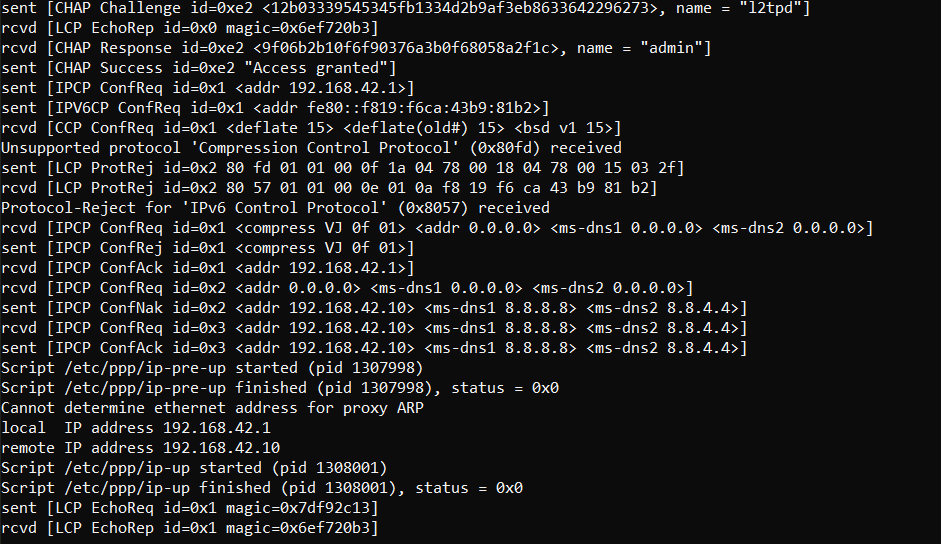 sent [CHAP Challenge id=0xe2 <12b03339545345fb1334d2b9af3eb8633642296273>, name = "l2tpd"]
rcvd [LCP EchoRep id=0x0 magic=0x6ef720b3]
rcvd [CHAP Response id=0xe2 <9f06b2b10f6f90376a3b0f68058a2f1c>, name = "admin"]
sent [CHAP Success id=0xe2 "Access granted"]
sent [IPCP ConfReq id=0x1 <addr 192.168.42.1>]
sent [IPV6CP ConfReq id=0x1 <addr fe80::f819:f6ca:43b9:81b2>]
rcvd [CCP ConfReq id=0x1 <deflate 15> <deflate(old#) 15> <bsd v1 15>]
Unsupported protocol 'Compression Control Protocol' (0x80fd) received
sent [LCP ProtRej id=0x2 80 fd 01 01 00 0f 1a 04 78 00 18 04 78 00 15 03 2f]
rcvd [LCP ProtRej id=0x2 80 57 01 01 00 0e 01 0a f8 19 f6 ca 43 b9 81 b2]
Protocol-Reject for 'IPv6 Control Protocol' (0x8057) received
rcvd [IPCP ConfReq id=0x1 <compress VJ 0f 01> <addr 0.0.0.0> <ms-dns1 0.0.0.0> <ms-dns2 0.0.0.0>]
sent [IPCP ConfRej id=0x1 <compress VJ 0f 01>]
rcvd [IPCP ConfAck id=0x1 <addr 192.168.42.1>]
rcvd [IPCP ConfReq id=0x2 <addr 0.0.0.0> <ms-dns1 0.0.0.0> <ms-dns2 0.0.0.0>]
sent [IPCP ConfNak id=0x2 <addr 192.168.42.10> <ms-dns1 8.8.8.8> <ms-dns2 8.8.4.4>]
rcvd [IPCP ConfReq id=0x3 <addr 192.168.42.10> <ms-dns1 8.8.8.8> <ms-dns2 8.8.4.4>]
sent [IPCP ConfAck id=0x3 <addr 192.168.42.10> <ms-dns1 8.8.8.8> <ms-dns2 8.8.4.4>]
Script /etc/ppp/ip-pre-up started (pid 1307998)
Script /etc/ppp/ip-pre-up finished (pid 1307998), status = 0x0
Cannot determine ethernet address for proxy ARP
local  IP address 192.168.42.1
remote IP address 192.168.42.10
Script /etc/ppp/ip-up started (pid 1308001)
Script /etc/ppp/ip-up finished (pid 1308001), status = 0x0
sent [LCP EchoReq id=0x1 magic=0x7df92c13]
rcvd [LCP EchoRep id=0x1 magic=0x6ef720b3]